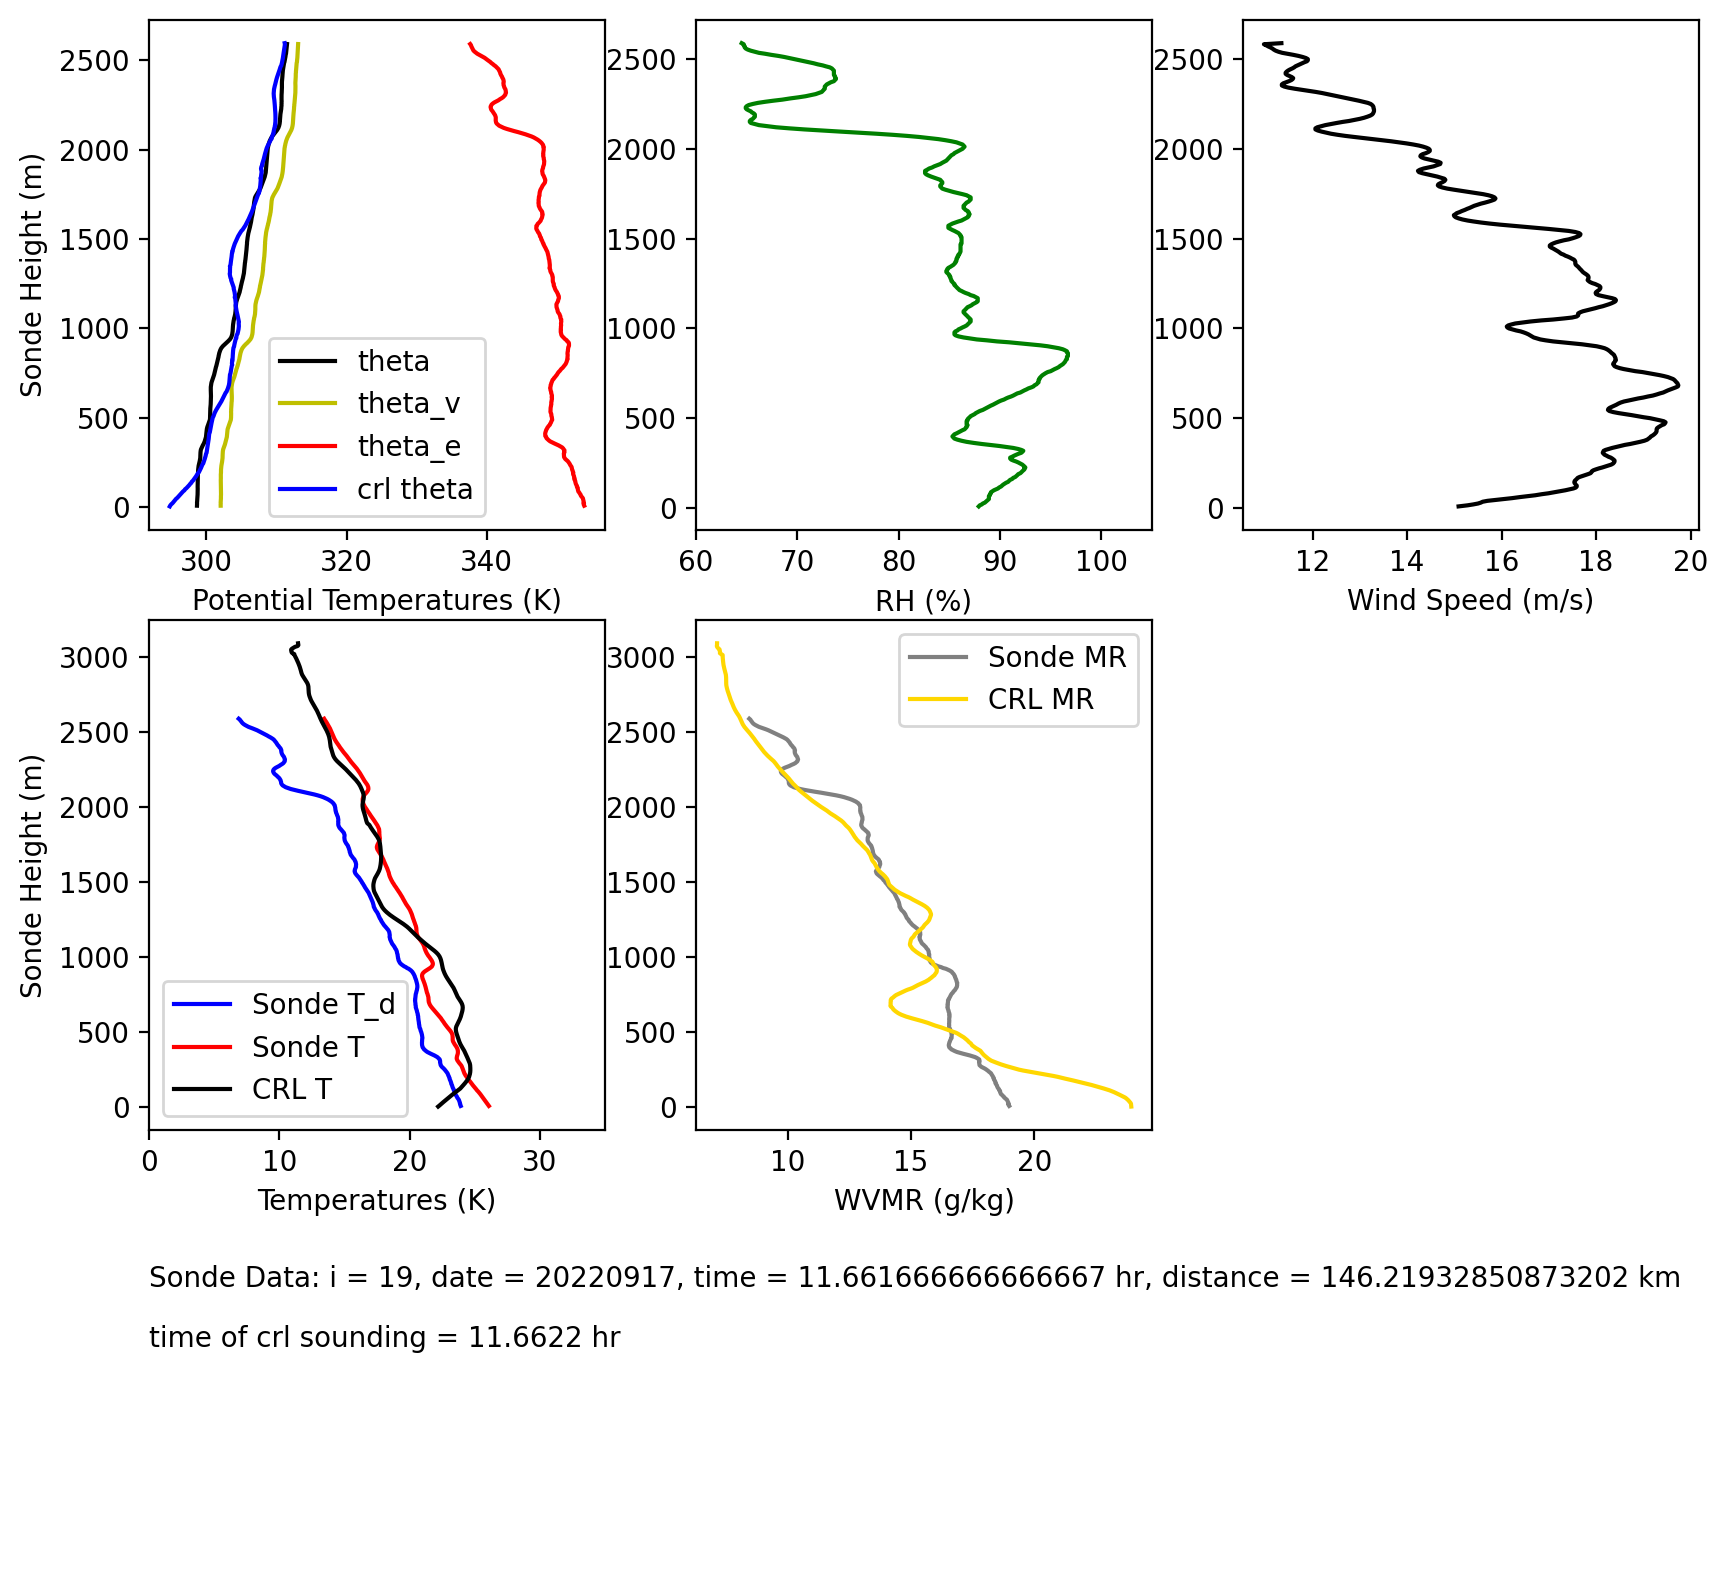 2500
2000
1500
1000
500
0
Sonde Height (m)
300 320 340
Potential Temperatures (K)
theta
theta_v
theta_e
crl theta
2500
2000
1500
1000
500
0
60 70 80 90 100
RH (%)
2500
2000
1500
1000
500
0
12 14 16 18 20
Wind Speed (m/s)
3000
2500
2000
1500
1000
500
0
Sonde Height (m)
0 10 20 30
Temperatures (K)
Sonde T_d
Sonde T
CRL T
3000
2500
2000
1500
1000
500
0
10 15 20
WVMR (g/kg)
Sonde MR
CRL MR
Sonde Data: i = 19, date = 20220917, time = 11.661666666666667 hr, distance = 146.21932850873202 km
time of crl sounding = 11.6622 hr